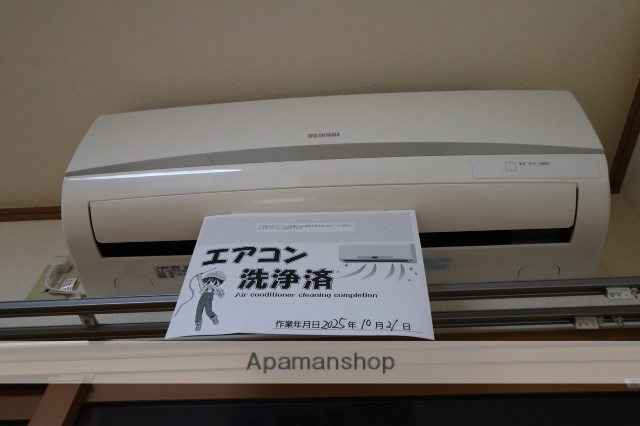 IRIS OHYAMA
エアコン
洗浄済
Air conditioner cleaning completion
作業年月日2025年10月21日
Apamanshop